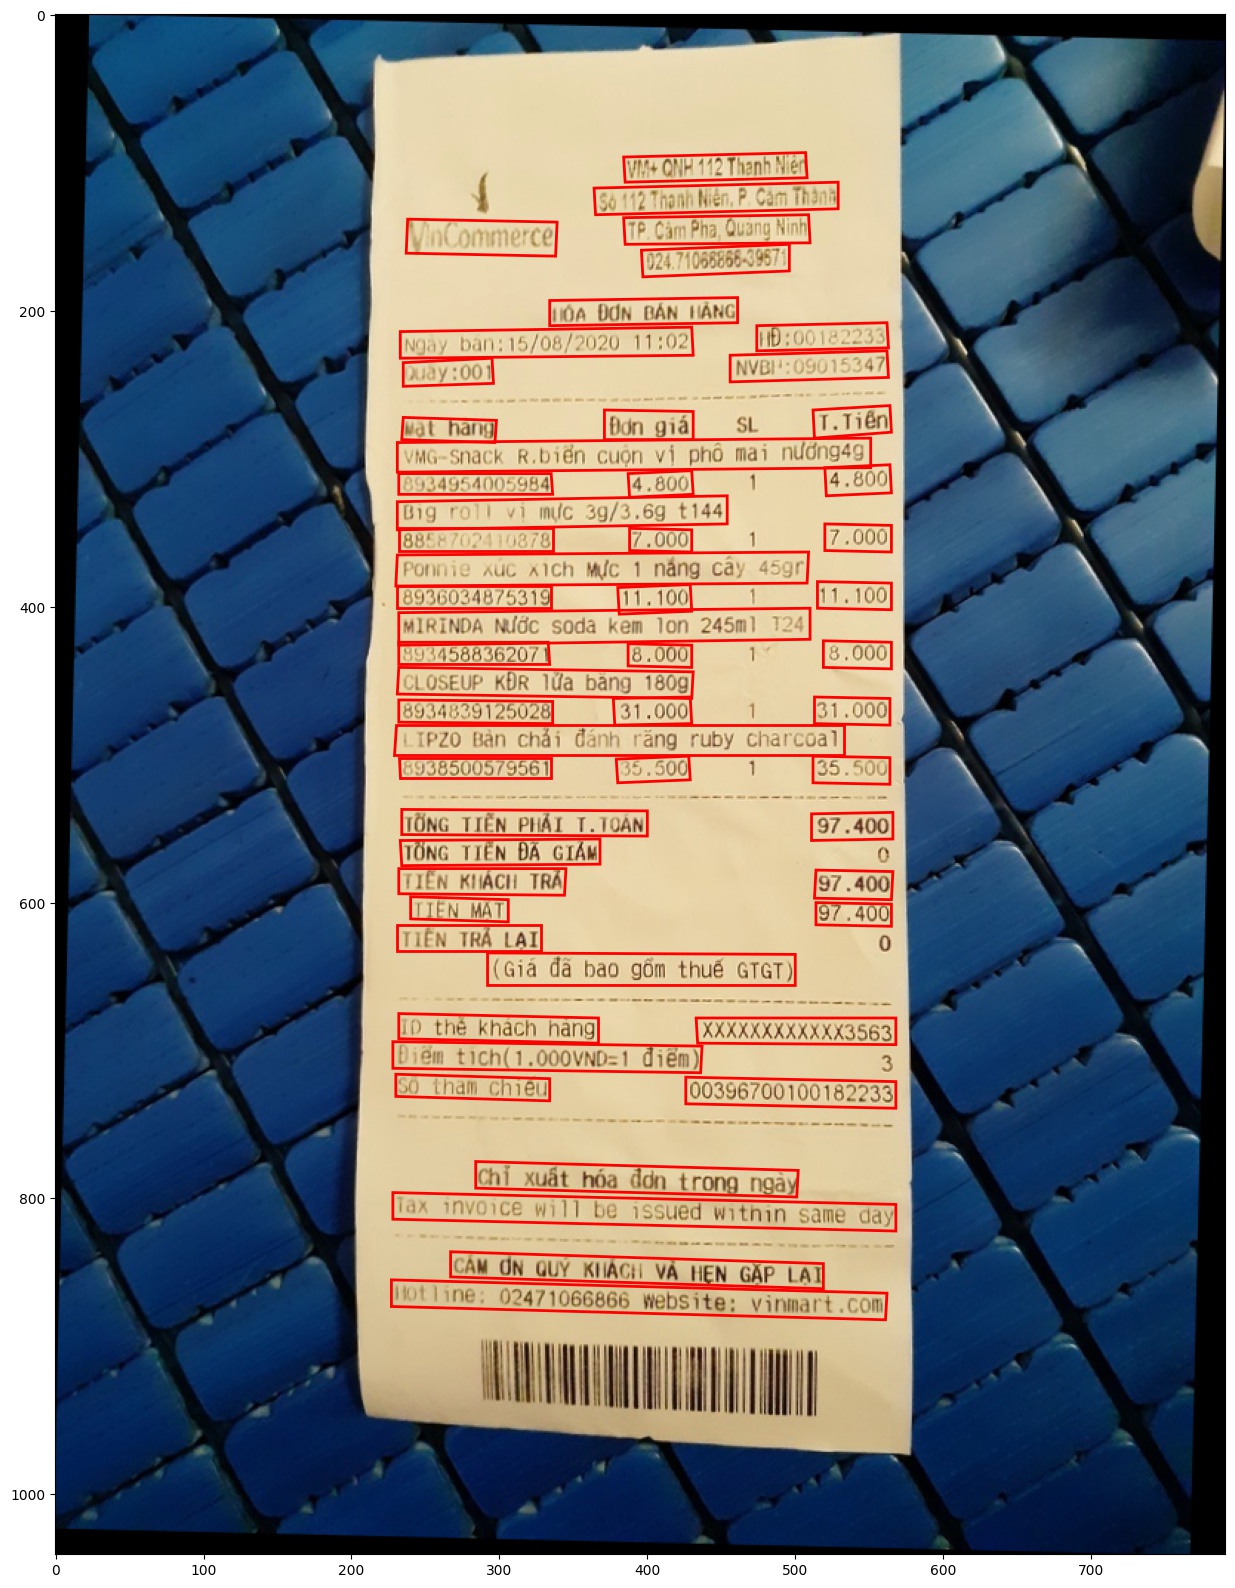 0
200
400
600
800
1000
0 100 200 300 400 500 600 700
VinCommerce
VM+ QNH 112 Thanh Niên
Số 112 Thanh Niên, P. Cẩm Thành
TP. Cẩm Pha, Quang Ninh
024.71066866-39671
HÓA ĐƠN BÁN HÀNG
Ngày bán:15/08/2020 11:02 HĐ:00182233
Quầy:001 NVBH:09015347
Mặt hàng Đơn giá SL T.Tiền
VMG-Snack R.biển cuộn vị phô mai nướng4g
8934954005984 4.800 1 4.800
Big roll vị mực 3g/3.6g t144
8858702410878 7.000 1 7.000
Ponnie xúc xích Mực 1 nắng cây 45gr
8936034875319 11.100 1 11.100
MIRINDA Nước soda kem lon 245ml T24
8934588362071 8.000 1 8.000
CLOSEUP KĐR lửa băng 180g
8934839125028 31.000 1 31.000
LIPZO Bàn chải đánh răng ruby charcoal
8938500579561 35.500 1 35.500
TỔNG TIỀN PHẢI T.TOÁN 97.400
TỔNG TIỀN ĐÃ GIẢM 0
TIỀN KHÁCH TRẢ 97.400
TIỀN MẶT 97.400
TIỀN TRẢ LẠI 0
(Giá đã bao gồm thuế GTGT)
ID thẻ khách hàng XXXXXXXXXXXX3563
Điểm tích(1.000VND=1 điểm) 3
Số tham chiếu 00396700100182233
Chỉ xuất hóa đơn trong ngày
Tax invoice will be issued within same day
CẢM ƠN QUÝ KHÁCH VÀ HẸN GẶP LẠI
Hotline: 02471066866 Website: vinmart.com